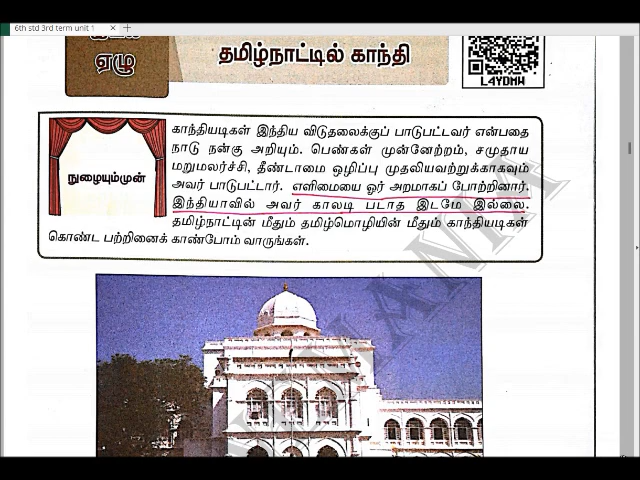 6th std 3rd term unit 1
ஏழு
தமிழ்நாட்டில் காந்தி
L4YDMW
நுழையும்முன்
காந்தியடிகள் இந்திய விடுதலைக்குப் பாடுபட்டவர் என்பதை
நாடு நன்கு அறியும். பெண்கள் முன்னேற்றம், சமுதாய
மறுமலர்ச்சி, தீண்டாமை ஒழிப்பு முதலியவற்றுக்காகவும்
அவர் பாடுபட்டார். எளிமையை ஓர் அறமாகப் போற்றினார்.
இந்தியாவில் அவர் காலடி படாத இடமே இல்லை.
தமிழ்நாட்டின் மீதும் தமிழ்மொழியின் மீதும் காந்தியடிகள்
கொண்ட பற்றினைக் காண்போம் வாருங்கள்.